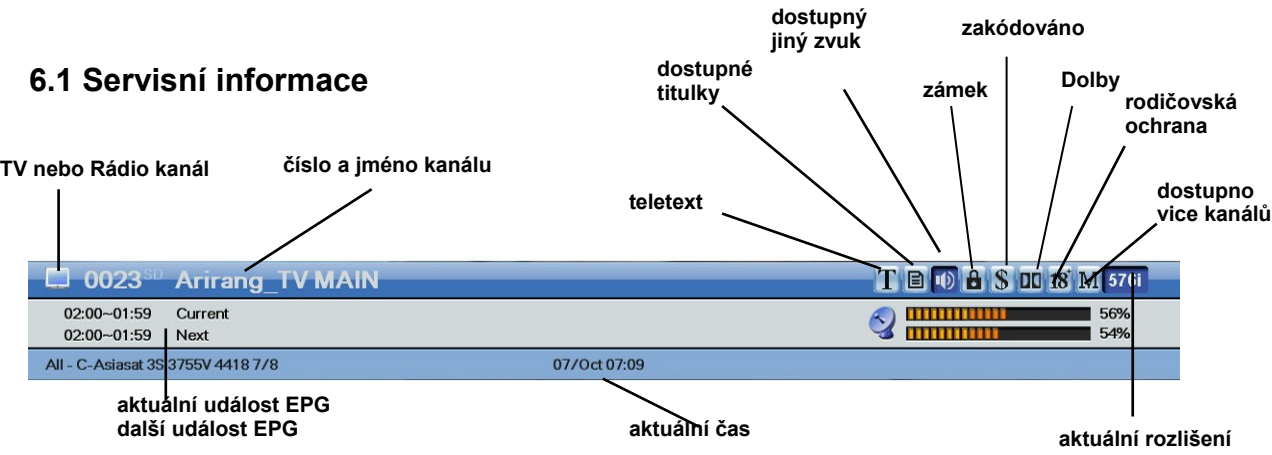 dostupný
jiný zvuk
zakódováno
6.1 Servisní informace
dostupné
titulky
zámek
Dolby
rodičovská
ochrana
TV nebo Rádio kanál
číslo a jméno kanálu
teletext
dostupno
vice kanálů
0023 SD Arirang_TV MAIN
T $ 18+ M 576i
02:00~01:59 Current
56%
02:00~01:59 Next
54%
All - C-Asiasat 3S 3755V 4418 7/8
07/Oct 07:09
aktuální událost EPG
další událost EPG
aktuální čas
aktuální rozlišení